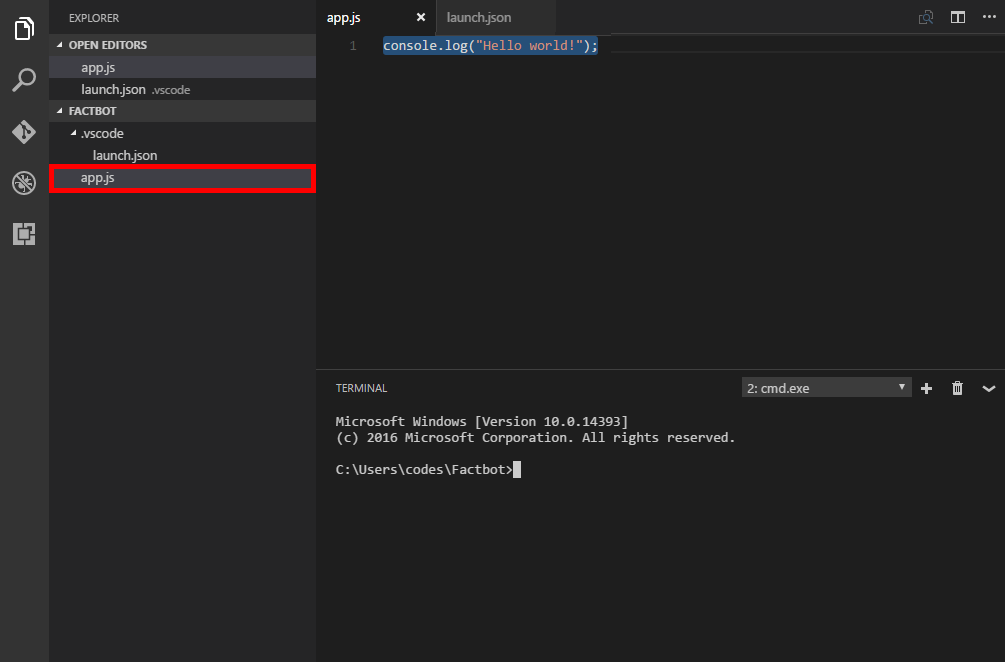 EXPLORER
OPEN EDITORS
app.js
launch.json .vscode
FACTBOT
.vscode
launch.json
app.js
app.js launch.json
1 console.log("Hello world!");
TERMINAL 2: cmd.exe
Microsoft Windows [Version 10.0.14393]
(c) 2016 Microsoft Corporation. All rights reserved.
C:\Users\codes\Factbot>